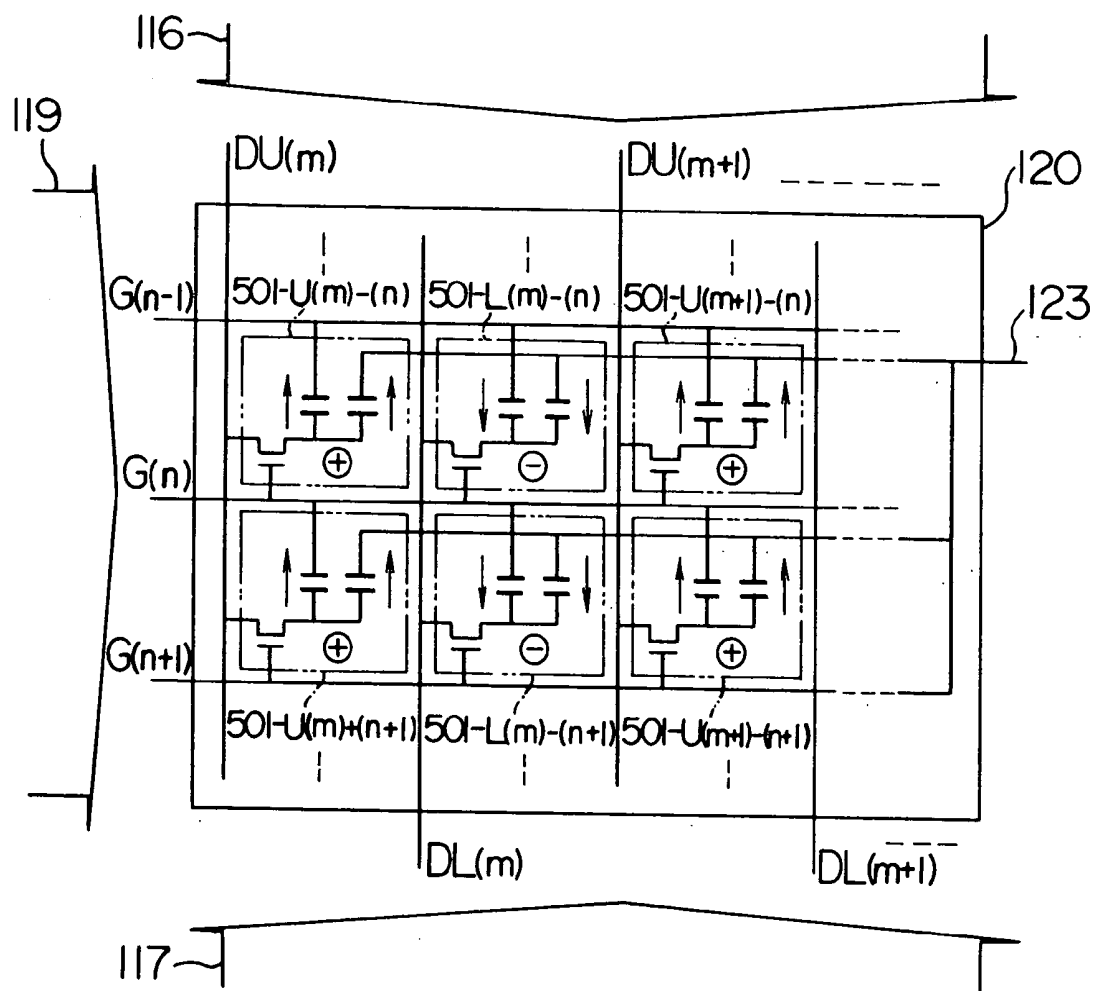 116
119
DU(m)
DU(m+1)
120
G(n-1)
501-U(m)-(n)
501-L(m)-(n)
501-U(m+1)-(n)
123
+
-
+
G(n)
+
-
+
G(n+1)
501-U(m)+(n+1)
501-L(m)-(n+1)
501-U(m+1)-(n+1)
DL(m)
DL(m+1)
117